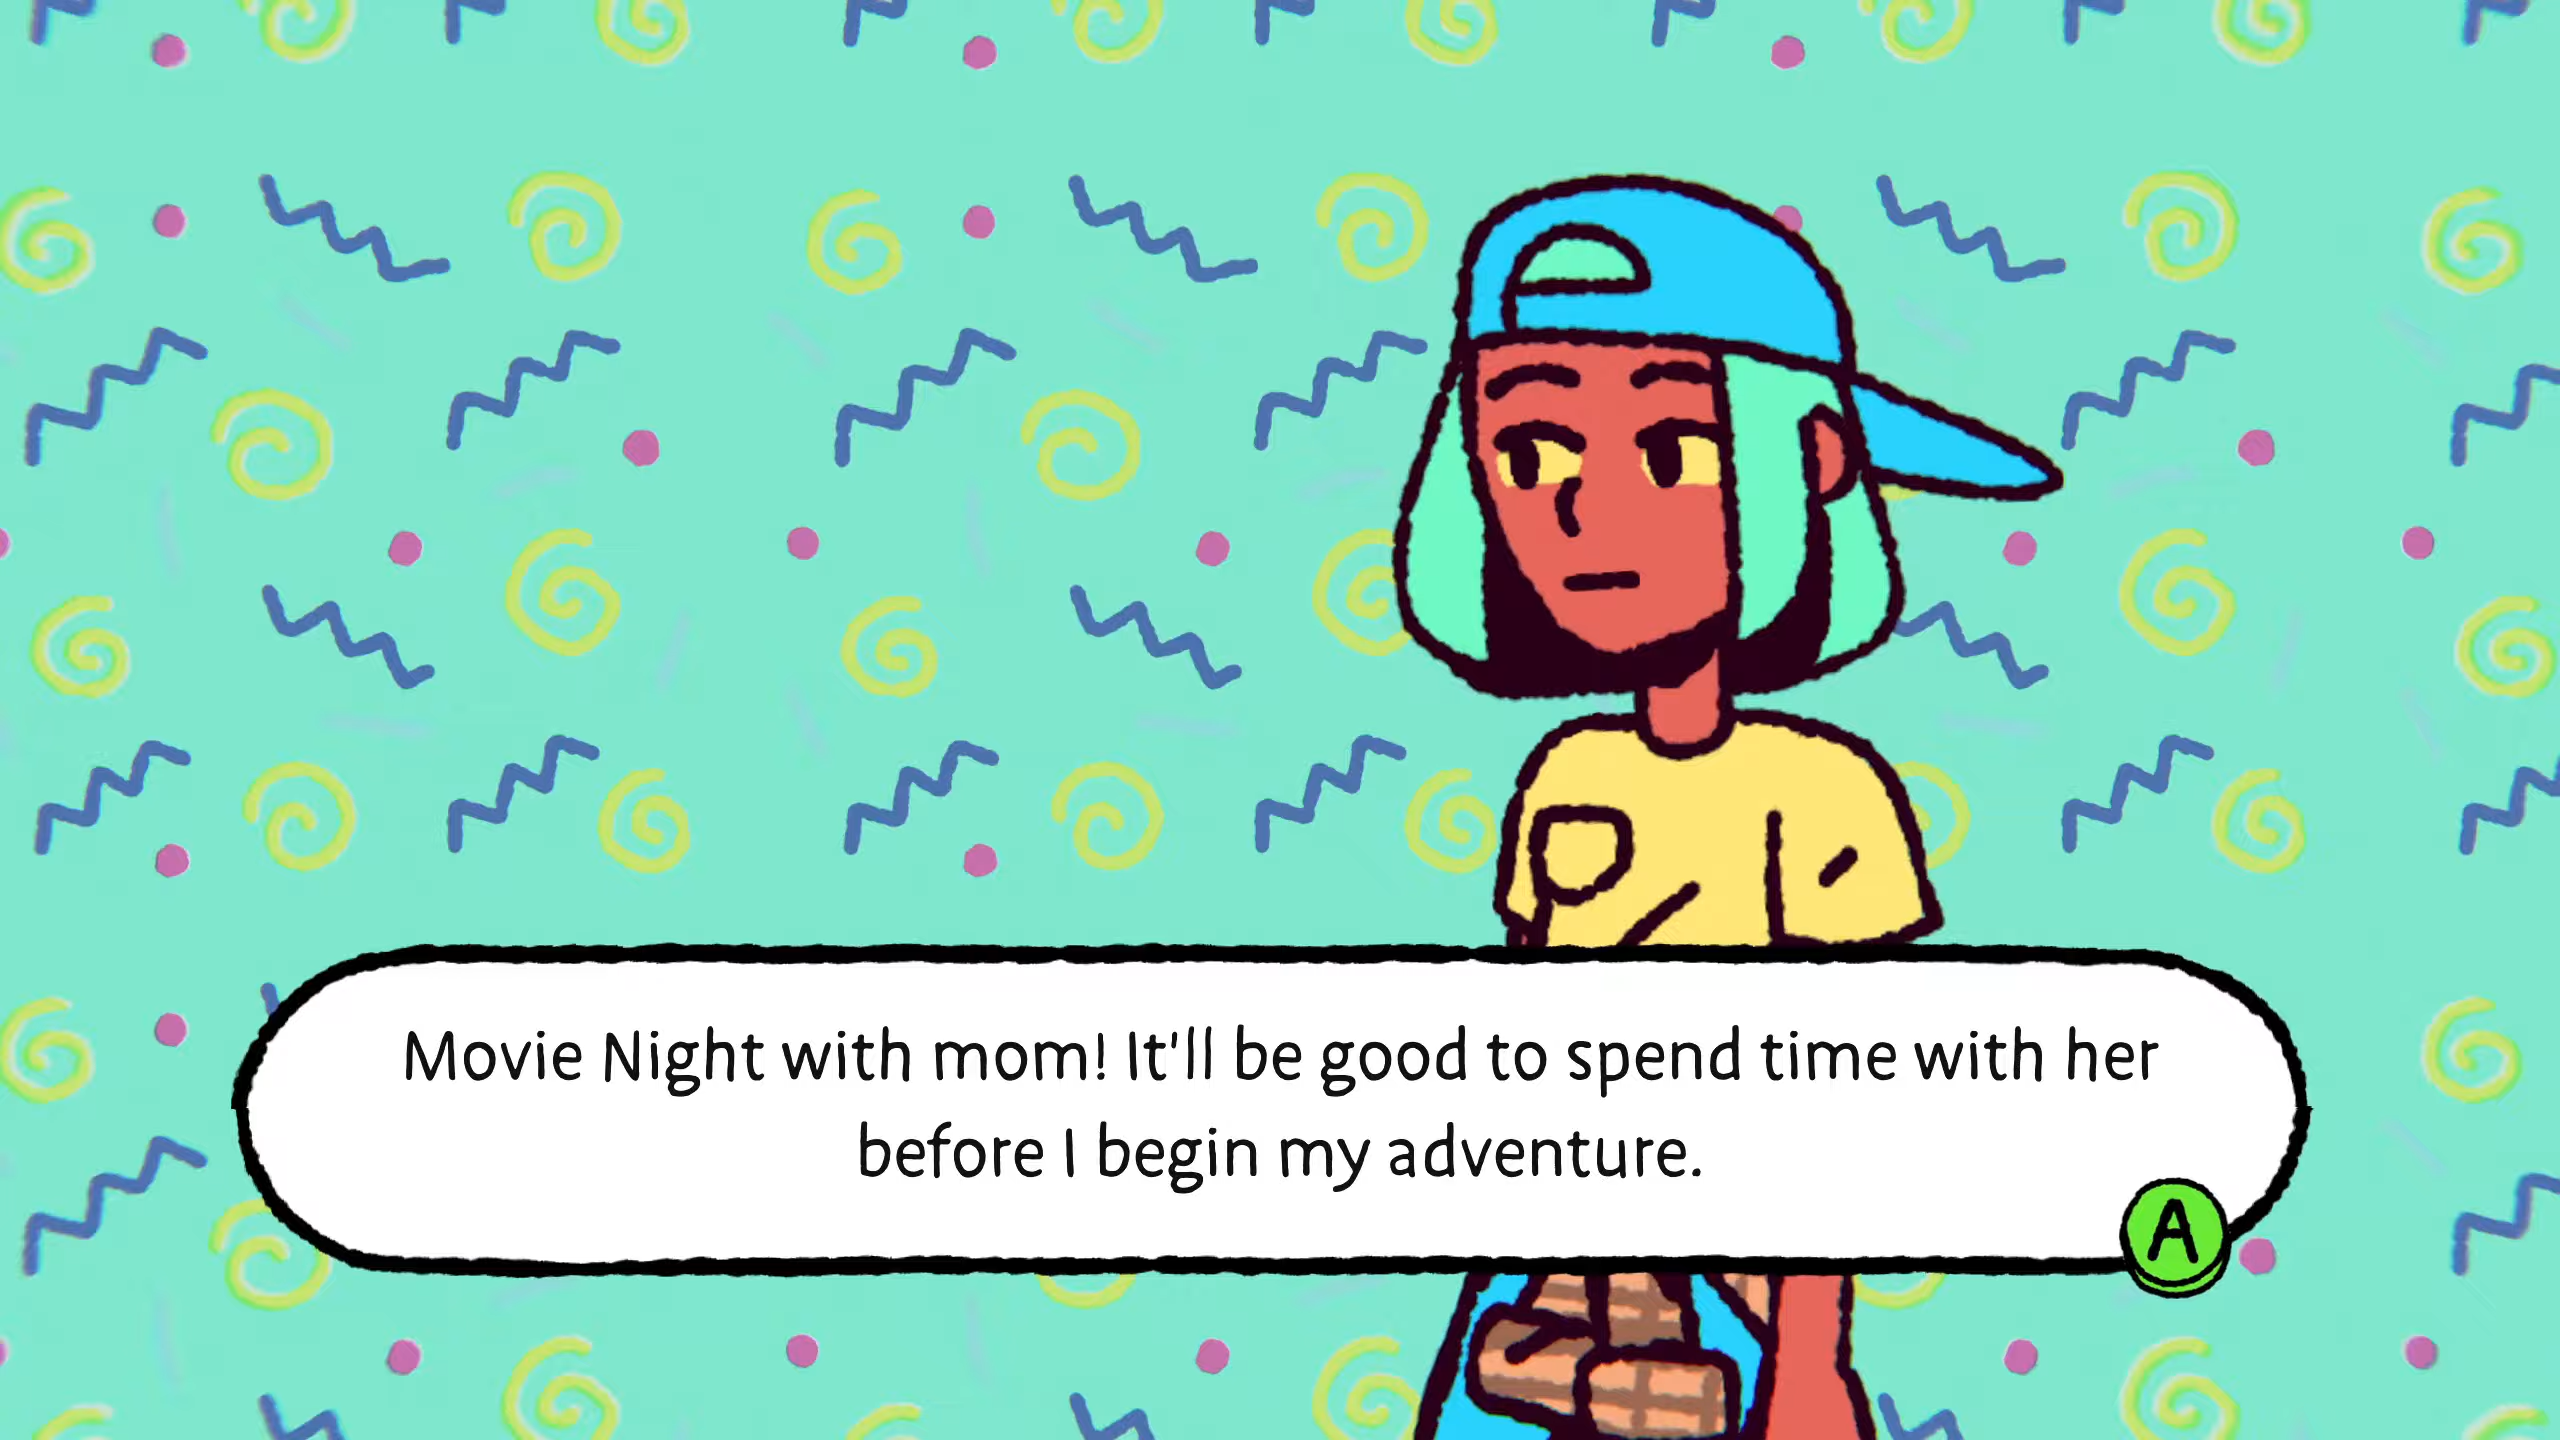 Movie Night with mom! It'll be good to spend time with her
before I begin my adventure.
A